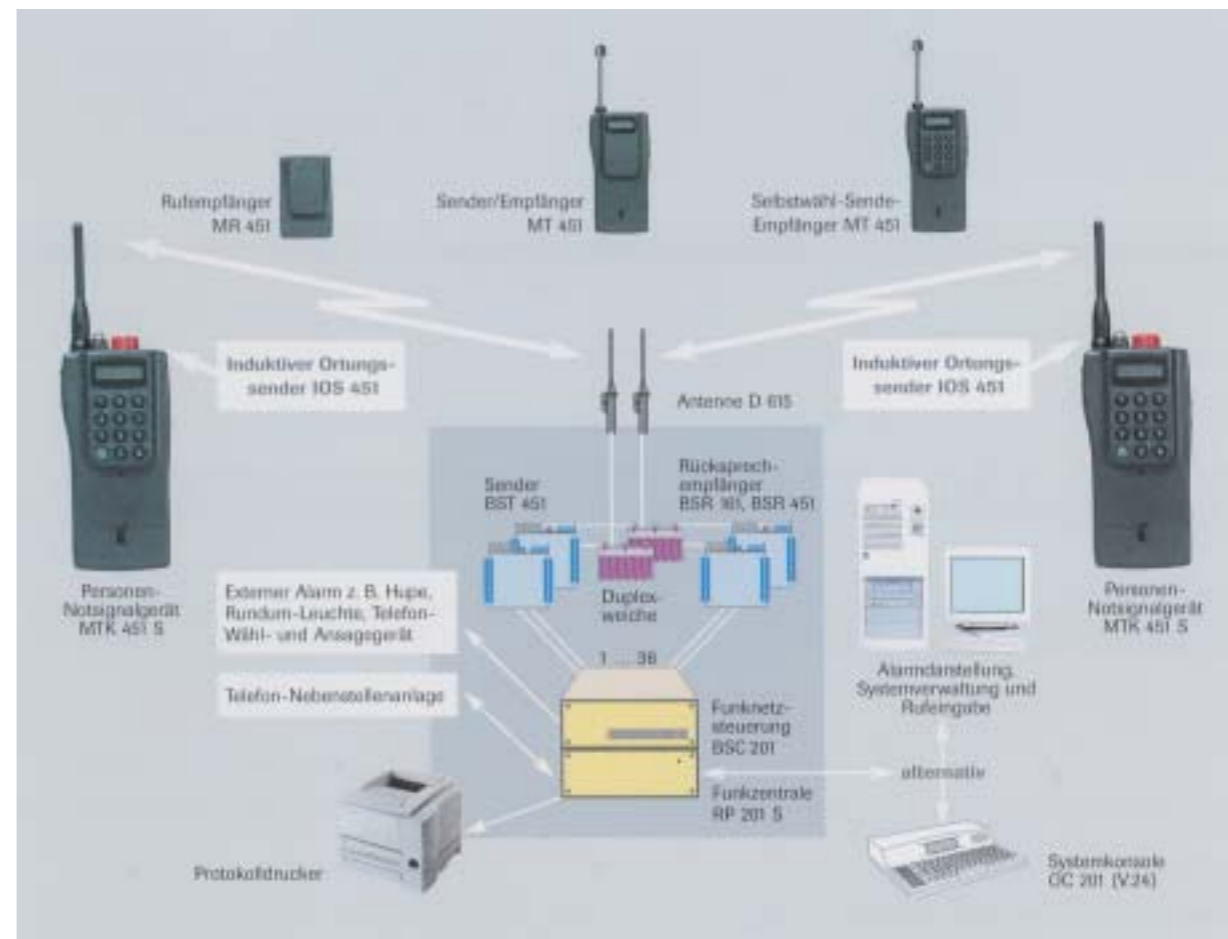 Rufempfänger
MR 451
Sender/Empfänger
MT 451
Selbstwähl-Sende-
Empfänger MT 451
Induktiver Ortungs-
sender IOS 451
Induktiver Ortungs-
sender IOS 451
Antenne D 615
Sender
BST 451
Rücksprech-
empfänger
BSR 161, BSR 451
Personen-
Notsignalgerät
MTK 451 S
Externer Alarm z. B. Hupe,
Rundum-Leuchte, Telefon-
Wähl- und Ansagegerät
Duplex-
weiche
Personen-
Notsignalgerät
MTK 451 S
1 ... 36
Alarmdarstellung,
Systemverwaltung und
Rufeingabe
Telefon-Nebenstellenanlage
Funknetz-
steuerung
BSC 201
alternativ
Funkzentrale
RP 201 S
Protokolldrucker
Systemkonsole
OC 201 (V.24)